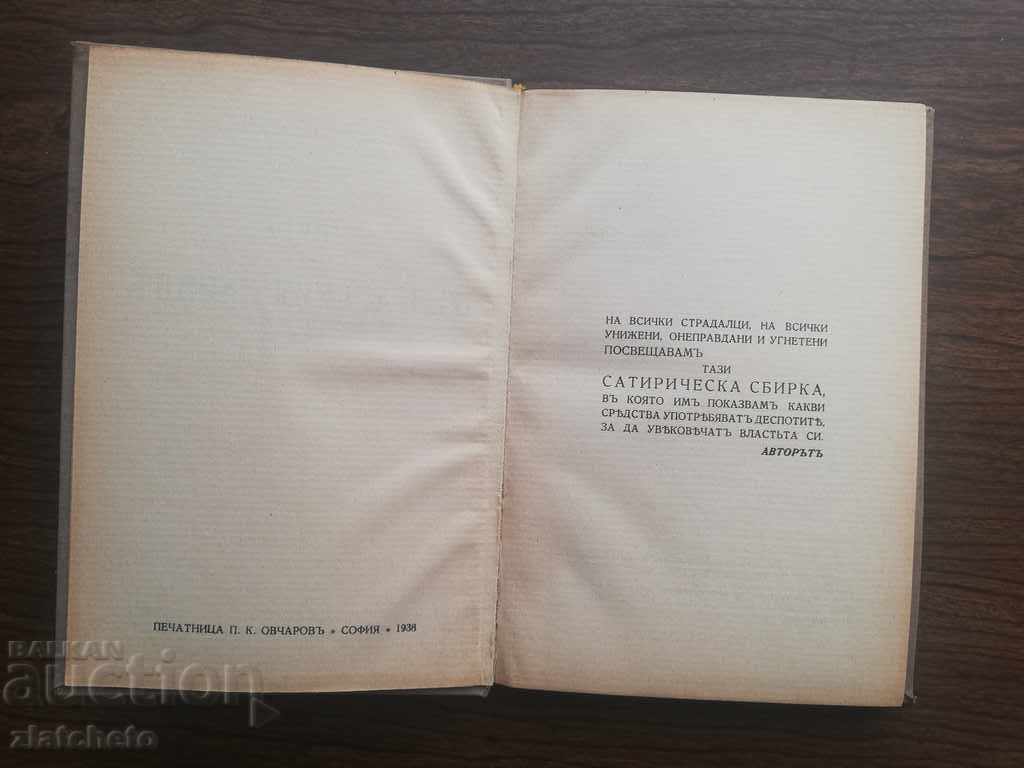 ПЕЧАТНИЦА П. К. ОВЧАРОВЪ * СОФИЯ * 1938
НА ВСИЧКИ СТРАДАЛЦИ, НА ВСИЧКИ
УНИЖЕНИ, ОНЕПРАВДАНИ И УГНЕТЕНИ
ПОСВЕЩАВАМЪ
ТАЗИ
САТИРИЧЕСКА СБИРКА,
ВЪ КОЯТО ИМЪ ПОКАЗВАМЪ КАКВИ
СРѢДСТВА УПОТРѢБЯВАТЪ ДЕСПОТИТѢ,
ЗА ДА УВѢКОВѢЧАТЪ ВЛАСТЬТА СИ.
АВТОРЪТЪ
BALKAN
auction
zlatcheto